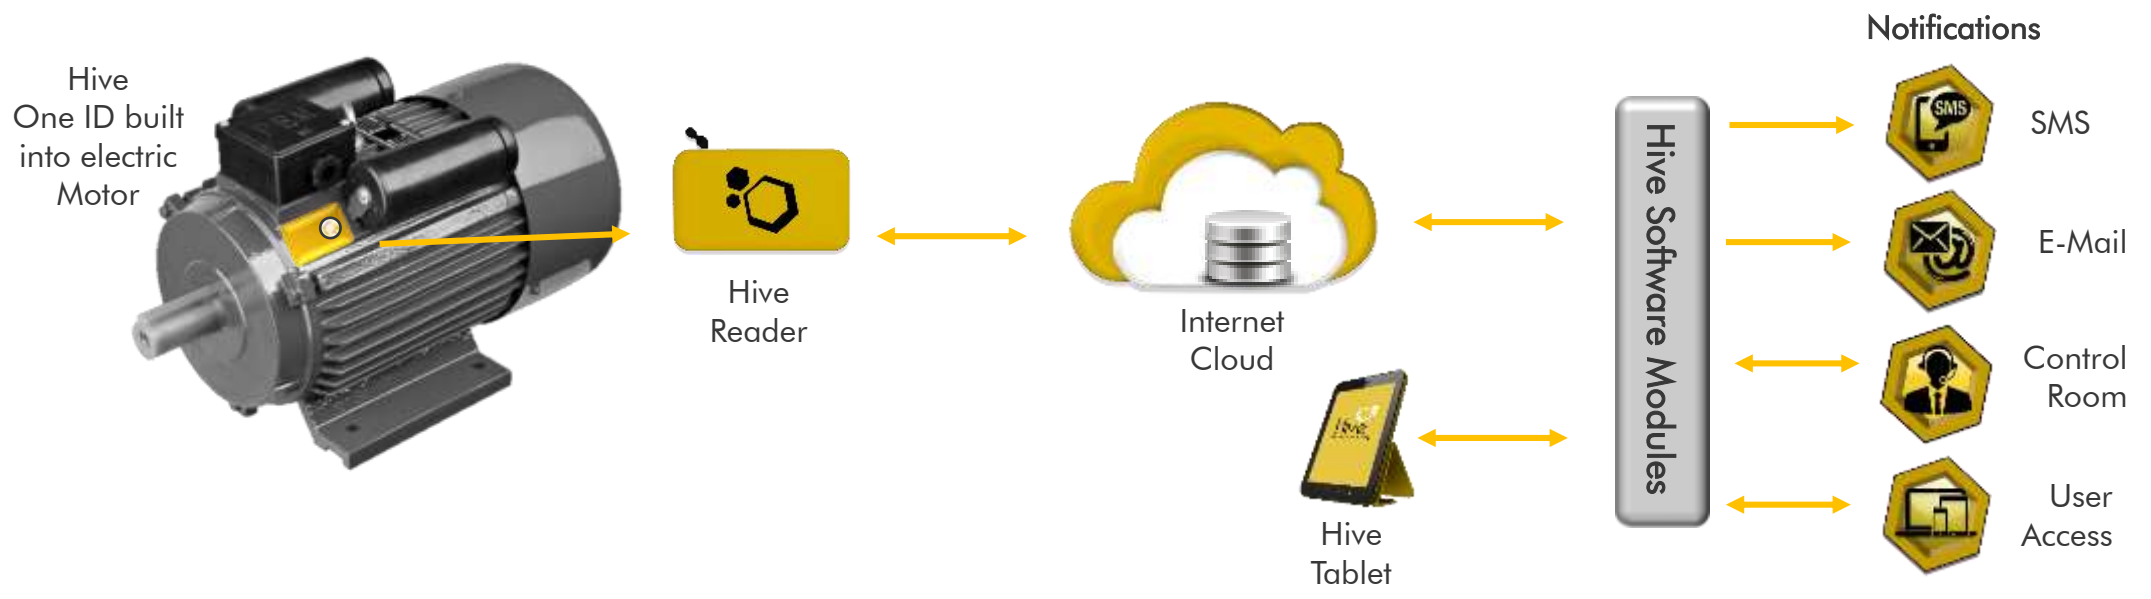 Hive
One ID built
into electric
Motor
Hive
Reader
Internet
Cloud
Hive
Hive
Tablet
Hive Software Modules
Notifications
SMS
SMS
E-Mail
Control
Room
User
Access